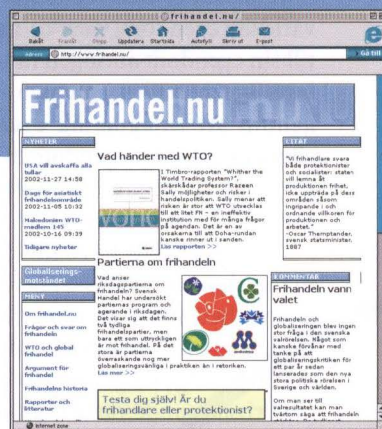 frihandel.nu/
Bakåt Framåt Stopp Uppdatera Startsida Autofyll Skriv ut E-post
Adress http://www.frihandel.nu/ Gå till
Frihandel.nu
NYHETER
USA vill avskaffa alla
tullar
2002-11-27 14:58
Dags för asiatiskt
frihandelsområde
2002-11-05 10:32
Makedonien WTO-
medlem 145
2002-10-16 09:39
Tidigare nyheter
Globaliserings-
motståndet
MENY
Om frihandel.nu
Frågor och svar om
frihandel
WTO och global
frihandel
Argument för
frihandel
Frihandelns historia
Rapporter och
litteratur
Vad händer med WTO?
I Timbro-rapporten "Whither the
World Trading System?",
skärskådar professor Razeen
Sally möjligheter och risker i
handelspolitiken. Sally menar att
risken är stor att WTO utvecklas
till ett litet FN - en ineffektiv
institution med för många frågor
på agendan. Det är en av
orsakerna till att Doha-rundan
kanske rinner ut i sanden.
Läs rapporten >>
Partierna om frihandeln
Vad anser
riksdagspartierna om
frihandeln? Svensk
Handel har undersökt
partiernas program och
agerande i riksdagen.
Det visar sig att finns
två tydliga
frihandelspartier, men
bara ett som uttryckligen
är mot frihandel. På det
stora är partierna
överraskande nog mer
globaliseringsvänliga i praktiken än i retoriken.
Läs mer >>
Testa dig själv! Är du
frihandlare eller protektionist?
CITAT
"Vi frihandlare svara
både protektionister
och socialister: staten
vill lemna åt
produktionen frihet,
icke uppträda på dess
områden såsom
ingripande i och
ordnande villkoren för
produktionen och
arbetet."
-Oscar Themptander,
svensk statsminister,
1887
KOMMENTAR
Frihandeln vann
valet
Frihandeln och
globaliseringen blev ingen
stor fråga i den svenska
valrörelsen. Något som
kanske förvånar med
tanke på att
globaliseringskritiken för
ett par år sedan
lanserades som den nya
stora politiska rörelsen i
Sverige och världen.
Om man ser till
valresultatet kan man
tvärtom säga att frihandeln
Internet zone